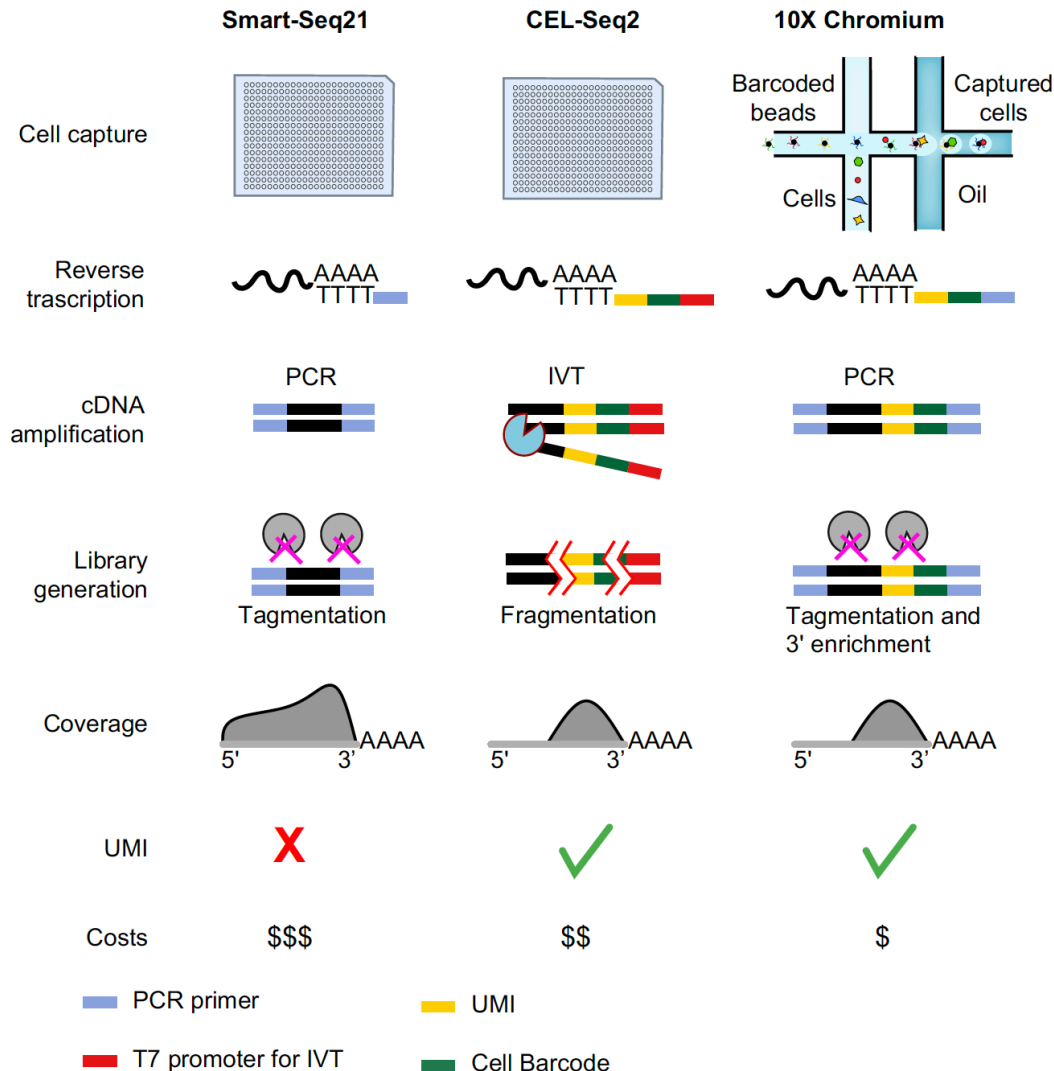 Smart-Seq21 CEL-Seq2 10X Chromium
Cell capture
Barcoded
beads
Captured
cells
Cells
Oil
Reverse
trascription
AAAA
TTTT
AAAA
TTTT
AAAA
TTTT
cDNA
amplification
PCR
IVT
PCR
Library
generation
Tagmentation
Fragmentation
Tagmentation and
3' enrichment
Coverage
AAAA
5' 3'
AAAA
5' 3'
AAAA
5' 3'
UMI
X
Costs
$$$
$$
$
PCR primer
UMI
T7 promoter for IVT
Cell Barcode